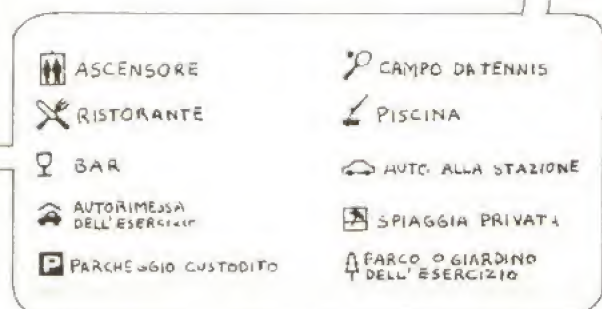 ASCENSORE
RISTORANTE
BAR
AUTORIMESSA
DELL'ESERCIZIO
P PARCHEGGIO CUSTODITO
CAMPO DA TENNIS
PISCINA
AUTO. ALLA STAZIONE
SPIAGGIA PRIVATA
PARCO O GIARDINO
DELL'ESERCIZIO